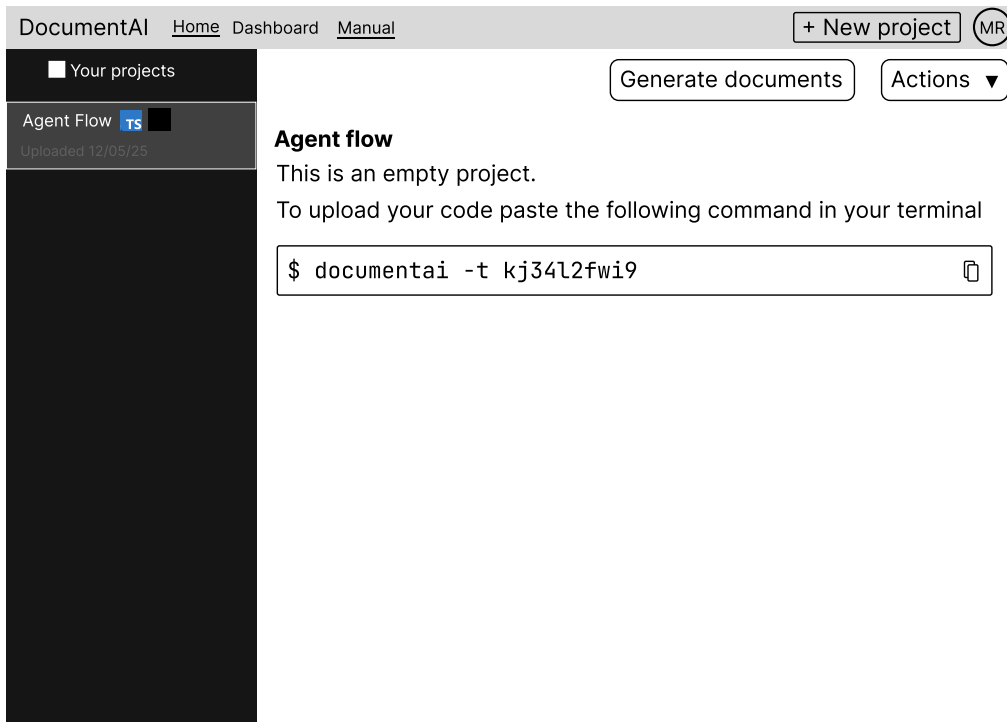 DocumentAI Home Dashboard Manual + New project MR
Your projects
Agent Flow TS
Uploaded 12/05/25
Generate documents Actions ▼
Agent flow
This is an empty project.
To upload your code paste the following command in your terminal
$ documentai -t kj34l2fwi9